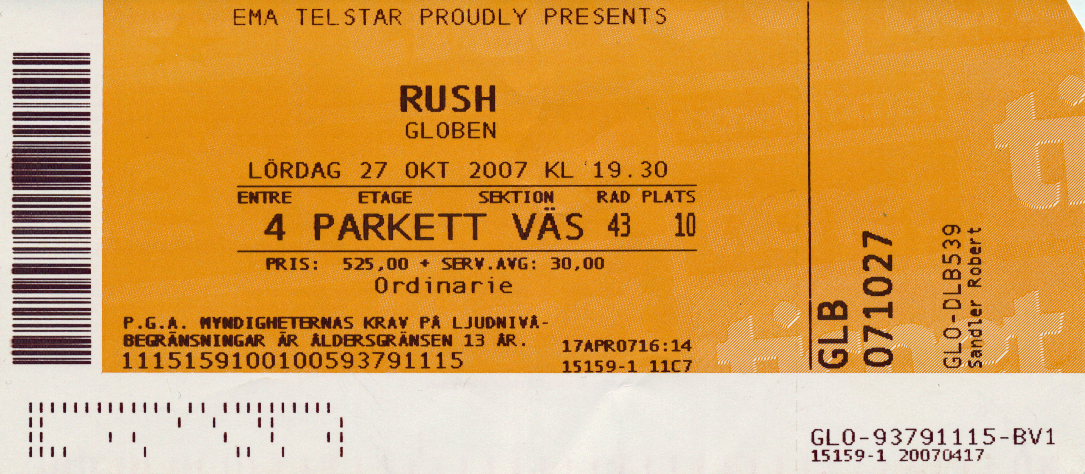 EMA TELSTAR PROUDLY PRESENTS
RUSH
GLOBEN
LÖRDAG 27 OKT 2007 KL 19.30
ENTRE ETAGE SEKTION RAD PLATS
4 PARKETT VÄS 43 10
PRIS: 525,00 + SERV.AVG: 30,00
Ordinarie
P.G.A. MYNDIGHETERNAS KRAV PÅ LJUDNIVÅ-
BEGRÄNSNINGAR ÄR ÅLDERSGRÄNSEN 13 ÅR.
11151591001005937 91115
17APR0716:14
15159-1 11C7
GLB
071027
GLO-DLB539
Sandler Robert
GLO-93791115-BV1
15159-1 20070417